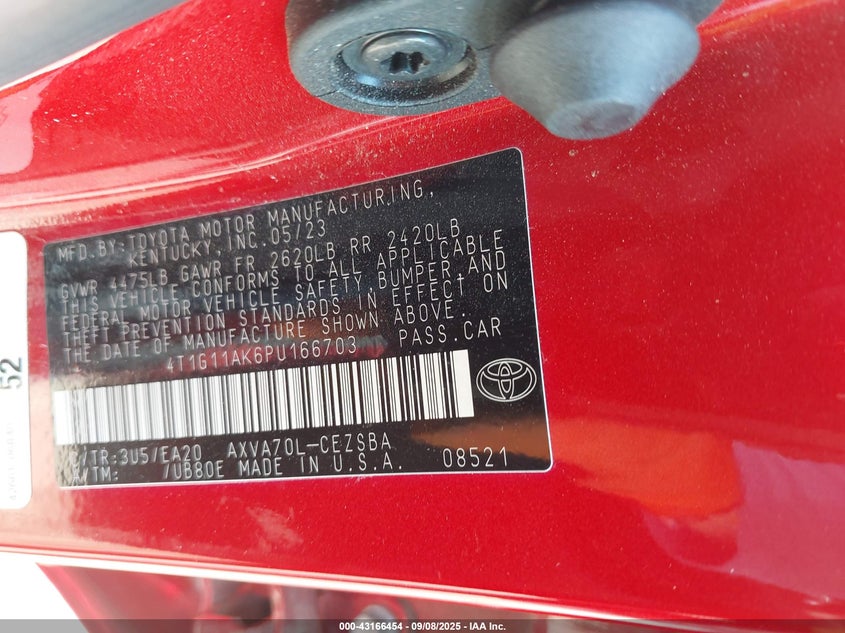 MFD.BY:TOYOTA MOTOR MANUFACTURING,
KENTUCKY, INC.05/23
GVWR 4475LB GAWR FR 2620LB RR 2420LB
THIS VEHICLE CONFORMS TO ALL APPLICABLE
FEDERAL MOTOR VEHICLE SAFETY,BUMPER,AND
THEFT PREVENTION STANDARDS IN EFFECT ON
THE DATE OF MANUFACTURE SHOWN ABOVE.
4T1G11AK6PU166703 PASS.CAR
/TR:3U5/EA20 AXVA70L-CEZSBA
/TM: /UB80E MADE IN U.S.A. 08521
52
000-43166454 - 09/08/2025 - IAA Inc.